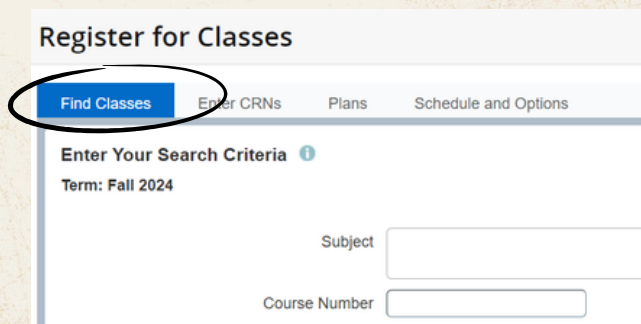 Register for Classes
Find Classes Enter CRNs Plans Schedule and Options
Enter Your Search Criteria
Term: Fall 2024
Subject
Course Number